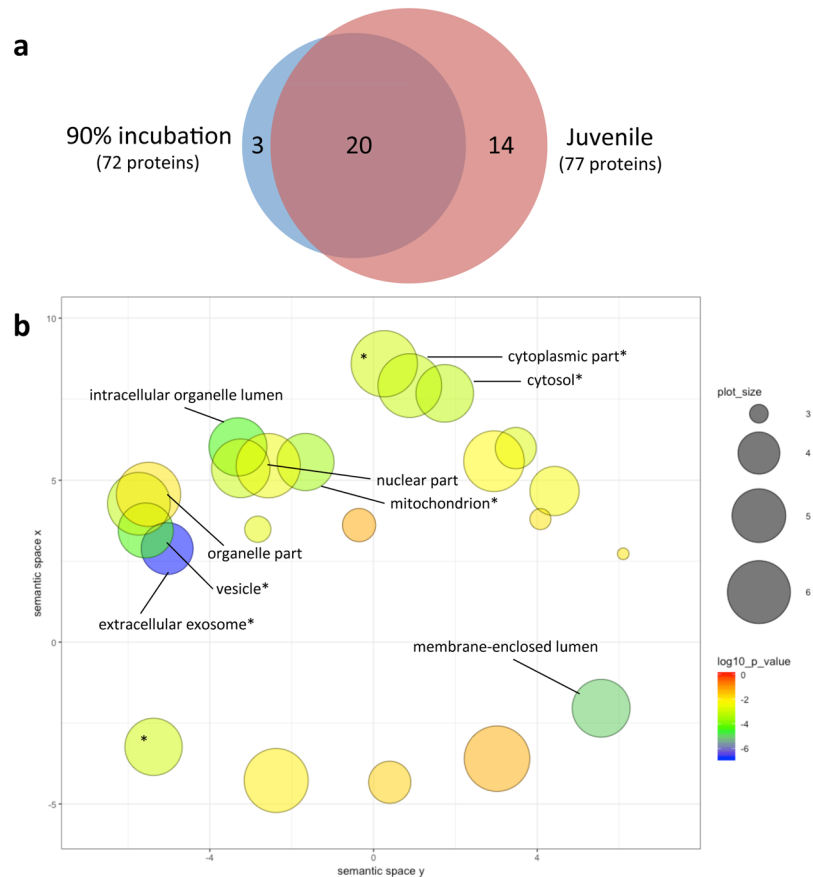 a
90% incubation
(72 proteins)
3
20
14
Juvenile
(77 proteins)
b
10
5
0
-5
semantic space x
-4
0
4
semantic space y
*
cytoplasmic part*
cytosol*
intracellular organelle lumen
nuclear part
mitochondrion*
organelle part
vesicle*
extracellular exosome*
membrane-enclosed lumen
*
plot_size
3
4
5
6
log10_p_value
0
-2
-4
-6